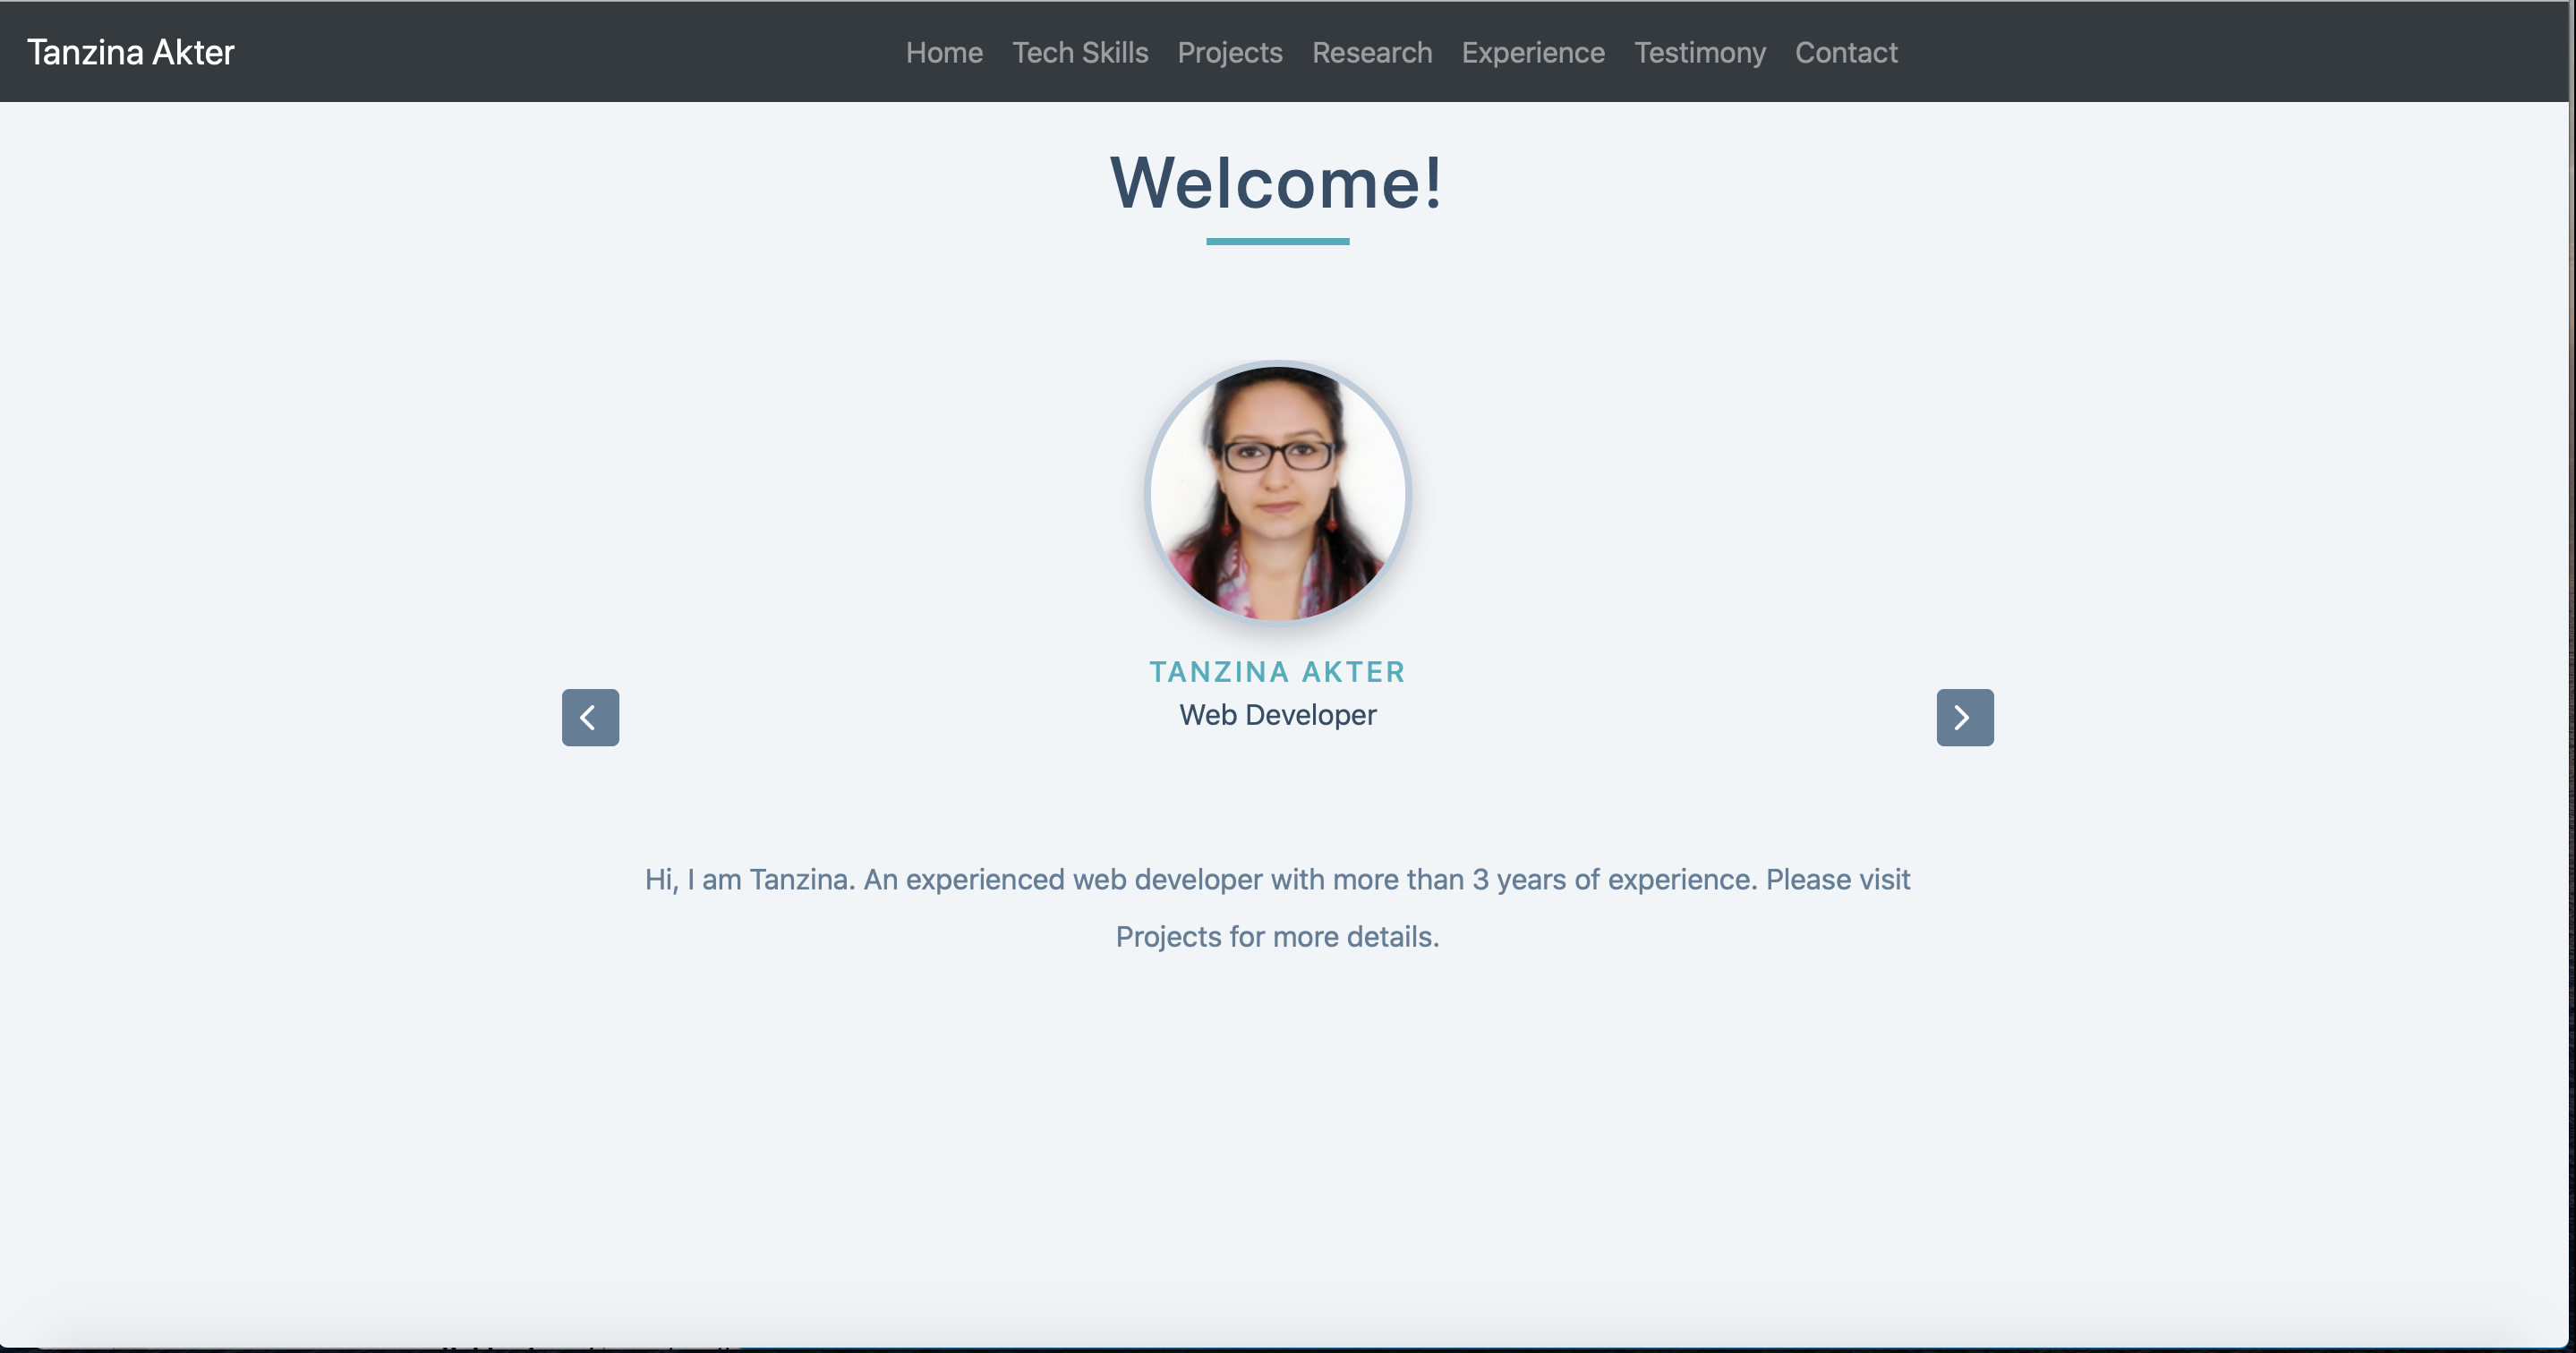 Tanzina Akter
Home Tech Skills Projects Research Experience Testimony Contact
Welcome!
TANZINA AKTER
Web Developer
Hi, I am Tanzina. An experienced web developer with more than 3 years of experience. Please visit
Projects for more details.